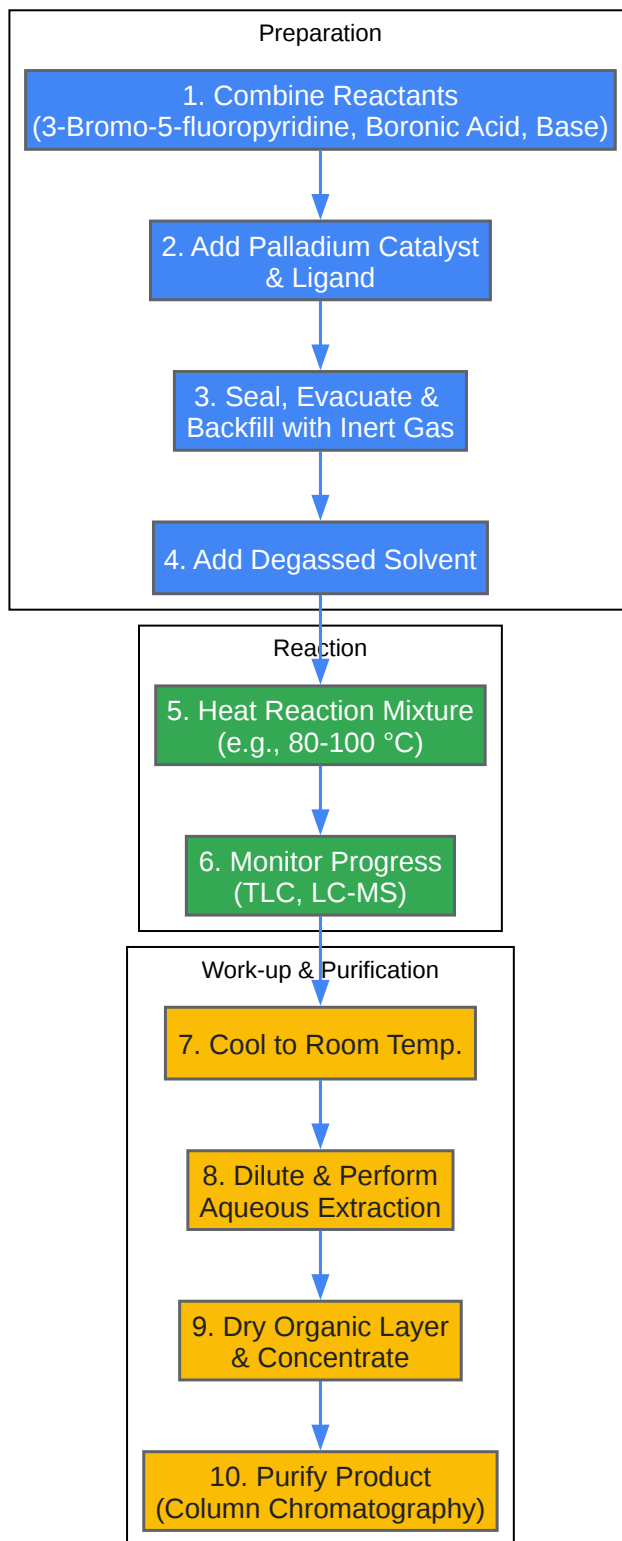 Preparation
1. Combine Reactants
(3-Bromo-5-fluoropyridine, Boronic Acid, Base)
2. Add Palladium Catalyst
& Ligand
3. Seal, Evacuate &
Backfill with Inert Gas
4. Add Degassed Solvent
Reaction
5. Heat Reaction Mixture
(e.g., 80-100 °C)
6. Monitor Progress
(TLC, LC-MS)
Work-up & Purification
7. Cool to Room Temp.
8. Dilute & Perform
Aqueous Extraction
9. Dry Organic Layer
& Concentrate
10. Purify Product
(Column Chromatography)